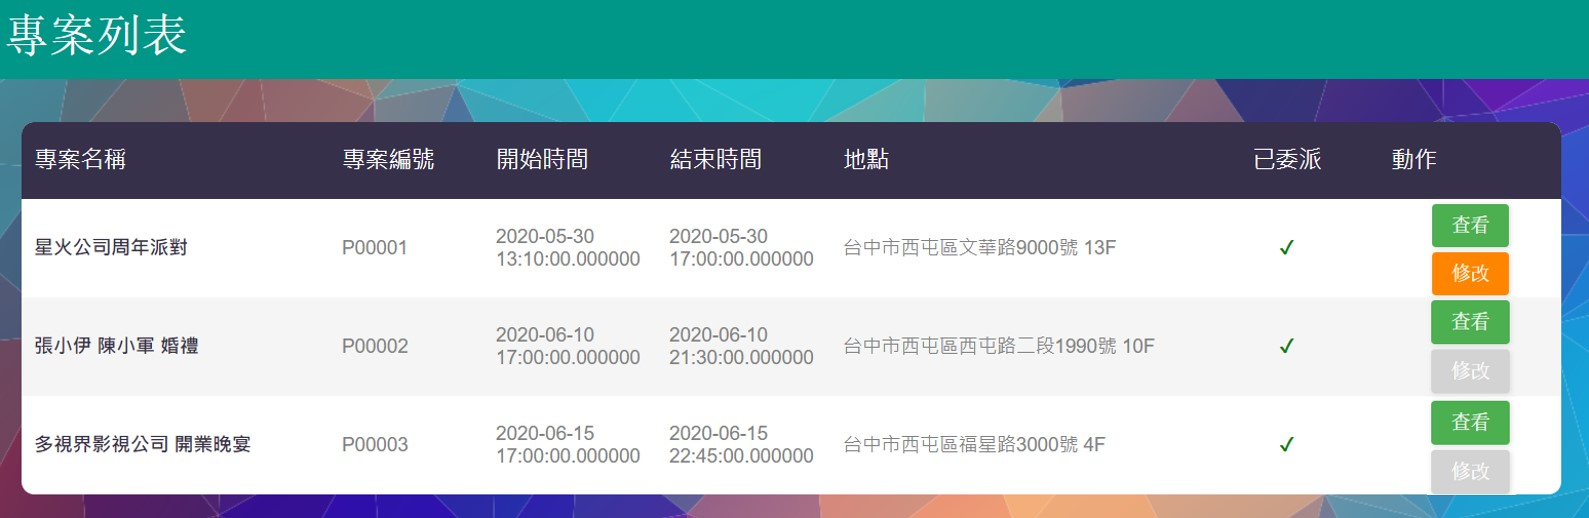 專案列表
專案名稱 專案編號 開始時間 結束時間 地點 已委派 動作
星火公司周年派對 P00001 2020-05-30 13:10:00.000000 2020-05-30 17:00:00.000000 台中市西屯區文華路9000號 13F ✓ 查看
修改
張小伊 陳小軍 婚禮 P00002 2020-06-10 17:00:00.000000 2020-06-10 21:30:00.000000 台中市西屯區西屯路二段1990號 10F ✓ 查看
修改
多視界影視公司 開業晚宴 P00003 2020-06-15 17:00:00.000000 2020-06-15 22:45:00.000000 台中市西屯區福星路3000號 4F ✓ 查看
修改